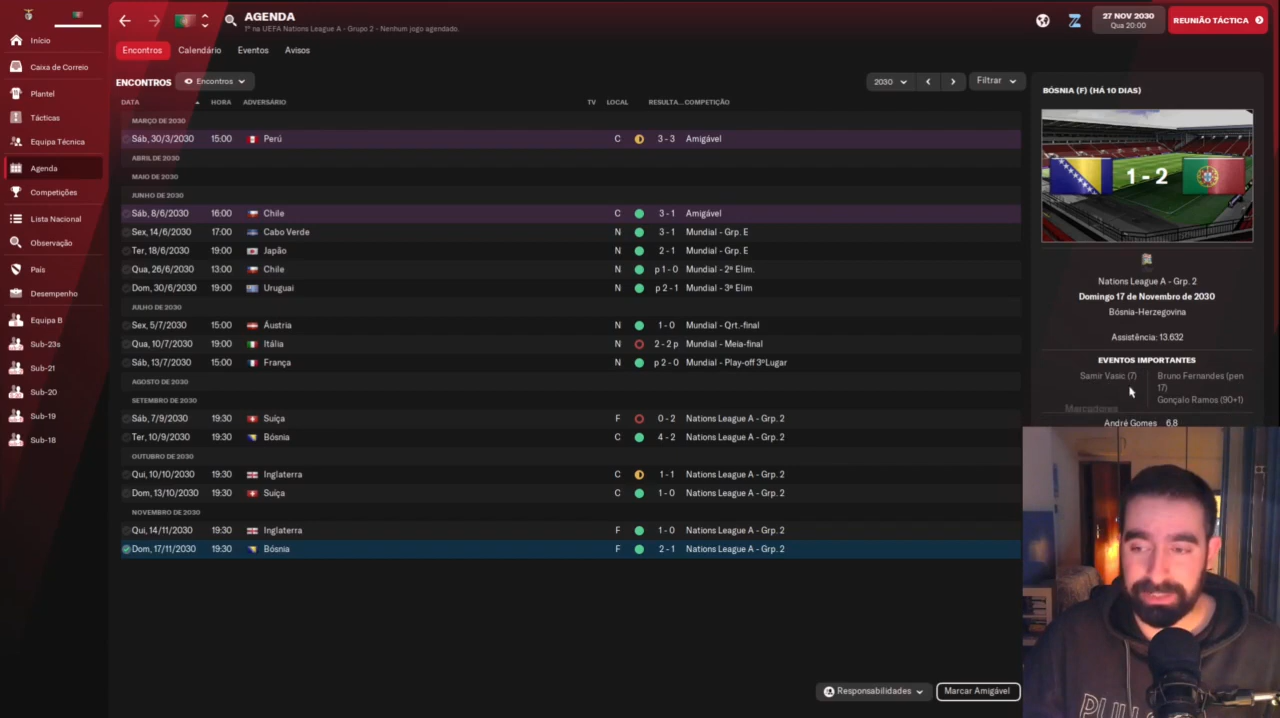 AGENDA
1º na UEFA Nations League A - Grupo 2 - Nenhum jogo agendado.
27 NOV 2030
Qua 20:00
REUNIÃO TÁCTICA
Início
Caixa de Correio
Plantel
Tácticas
Equipa Técnica
Agenda
Competições
Lista Nacional
Observação
País
Desempenho
Equipa B
Sub-23s
Sub-21
Sub-20
Sub-19
Sub-18
Encontros Calendário Eventos Avisos
ENCONTROS Encontros 2030 Filtrar
DATA HORA ADVERSÁRIO TV LOCAL RESULTA... COMPETIÇÃO
MARÇO DE 2030
Sáb, 30/3/2030 15:00 Perú C 3 - 3 Amigável
ABRIL DE 2030
MAIO DE 2030
JUNHO DE 2030
Sáb, 8/6/2030 16:00 Chile C 3 - 1 Amigável
Sex, 14/6/2030 17:00 Cabo Verde N 3 - 1 Mundial - Grp. E
Ter, 18/6/2030 19:00 Japão N 2 - 1 Mundial - Grp. E
Qua, 26/6/2030 13:00 Chile N p 1 - 0 Mundial - 2ª Elim.
Dom, 30/6/2030 19:00 Uruguai N p 2 - 1 Mundial - 3ª Elim
JULHO DE 2030
Sex, 5/7/2030 15:00 Áustria N 1 - 0 Mundial - Qrt.-final
Qua, 10/7/2030 19:00 Itália N 2 - 2 p Mundial - Meia-final
Sáb, 13/7/2030 15:00 França N p 2 - 0 Mundial - Play-off 3ºLugar
AGOSTO DE 2030
SETEMBRO DE 2030
Sáb, 7/9/2030 19:30 Suíça F 0 - 2 Nations League A - Grp. 2
Ter, 10/9/2030 19:30 Bósnia C 4 - 2 Nations League A - Grp. 2
OUTUBRO DE 2030
Qui, 10/10/2030 19:30 Inglaterra C 1 - 1 Nations League A - Grp. 2
Dom, 13/10/2030 19:30 Suíça C 1 - 0 Nations League A - Grp. 2
NOVEMBRO DE 2030
Qui, 14/11/2030 19:30 Inglaterra F 1 - 0 Nations League A - Grp. 2
Dom, 17/11/2030 19:30 Bósnia F 2 - 1 Nations League A - Grp. 2
Responsabilidades Marcar Amigável
BÓSNIA (F) (HÁ 10 DIAS)
1 - 2
Nations League A - Grp. 2
Domingo 17 de Novembro de 2030
Bósnia-Herzegovina
Assistência: 13.632
EVENTOS IMPORTANTES
Samir Vasic (7)
Bruno Fernandes (pen
17)
Gonçalo Ramos (90+1)
Mercadores
André Gomes 6,8